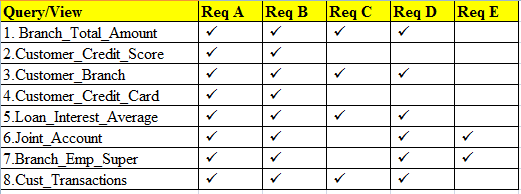 Query/View Req A Req B Req C Req D Req E
1. Branch_Total_Amount ✓ ✓ ✓ ✓
2.Customer_Credit_Score ✓ ✓
3.Customer_Branch ✓ ✓ ✓ ✓
4.Customer_Credit_Card ✓ ✓
5.Loan_Interest_Average ✓ ✓ ✓ ✓
6.Joint_Account ✓ ✓ ✓ ✓
7.Branch_Emp_Super ✓ ✓ ✓ ✓
8.Cust_Transactions ✓ ✓ ✓ ✓